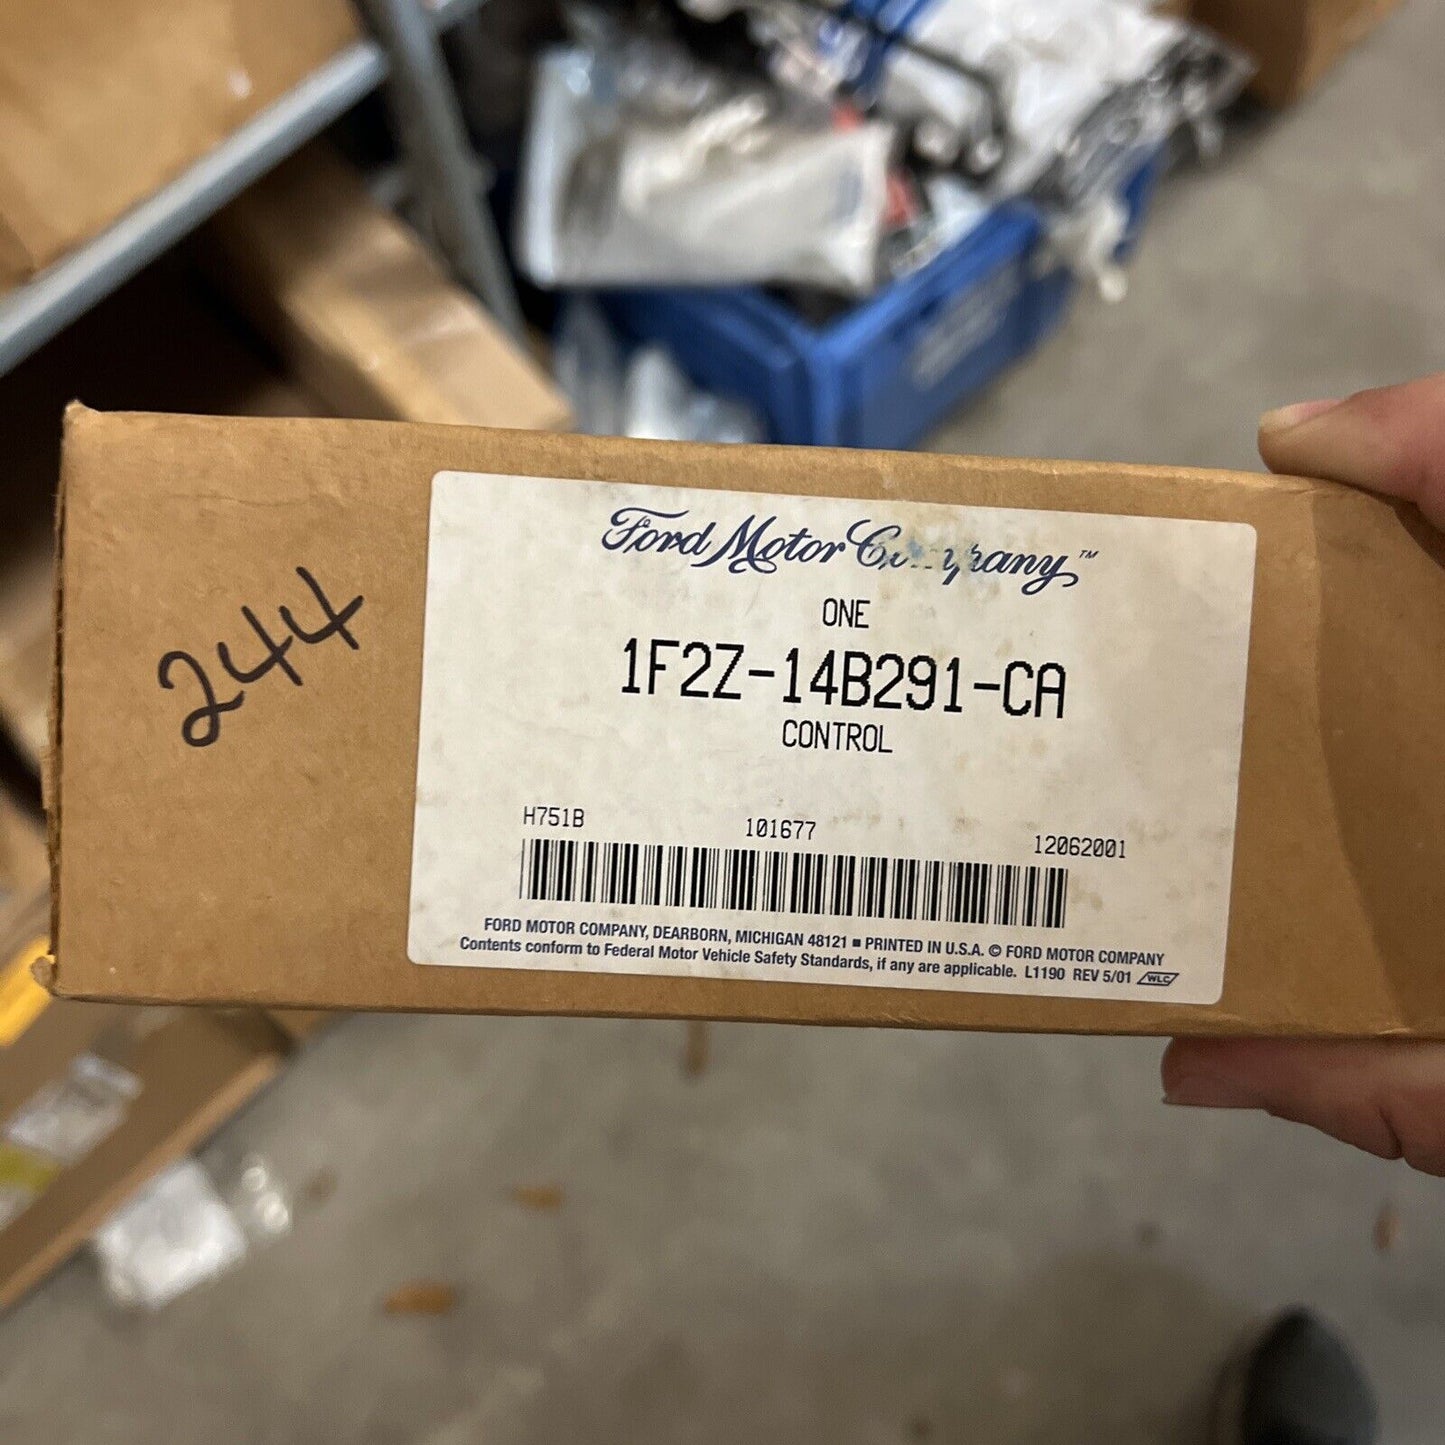 244
Ford Motor Company™
ONE
1F2Z-14B291-CA
CONTROL
H751B 101677 12062001
FORD MOTOR COMPANY, DEARBORN, MICHIGAN 48121 ■ PRINTED IN U.S.A. © FORD MOTOR COMPANY
Contents conform to Federal Motor Vehicle Safety Standards, if any are applicable. L1190 REV 5/01 WLC